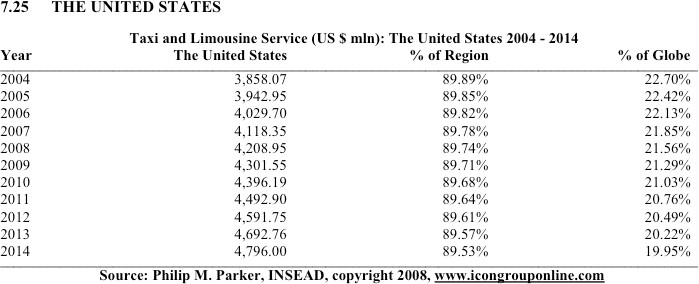 7.25 THE UNITED STATES
Taxi and Limousine Service (US $ mln): The United States 2004 - 2014
Year The United States % of Region % of Globe
2004 3,858.07 89.89% 22.70%
2005 3,942.95 89.85% 22.42%
2006 4,029.70 89.82% 22.13%
2007 4,118.35 89.78% 21.85%
2008 4,208.95 89.74% 21.56%
2009 4,301.55 89.71% 21.29%
2010 4,396.19 89.68% 21.03%
2011 4,492.90 89.64% 20.76%
2012 4,591.75 89.61% 20.49%
2013 4,692.76 89.57% 20.22%
2014 4,796.00 89.53% 19.95%
Source: Philip M. Parker, INSEAD, copyright 2008, www.icongrouponline.com